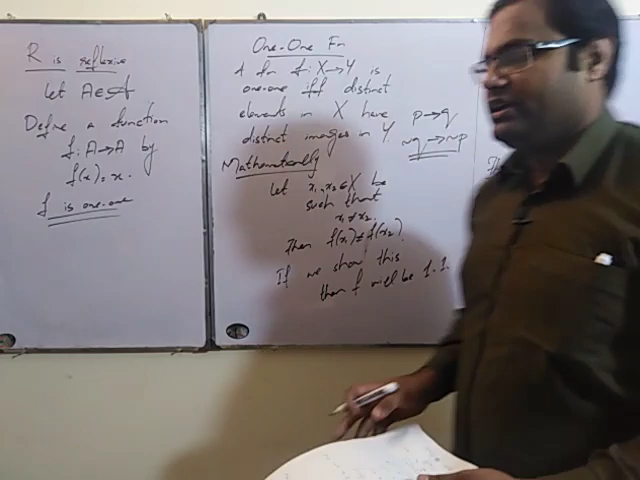 R is reflexive
Let A∈𝒜
Define a function
f: A→A by
f(x) = x.
f is one-one
One-One Fn
A fn f: X→Y is
one-one iff distinct
elements in X have
distinct images in Y.
p→q
~q→~p
Mathematically
Let x₁, x₂ ∈ X be
such that
x₁ ≠ x₂.
Then f(x₁) ≠ f(x₂).
If we show this
then f will be 1-1.